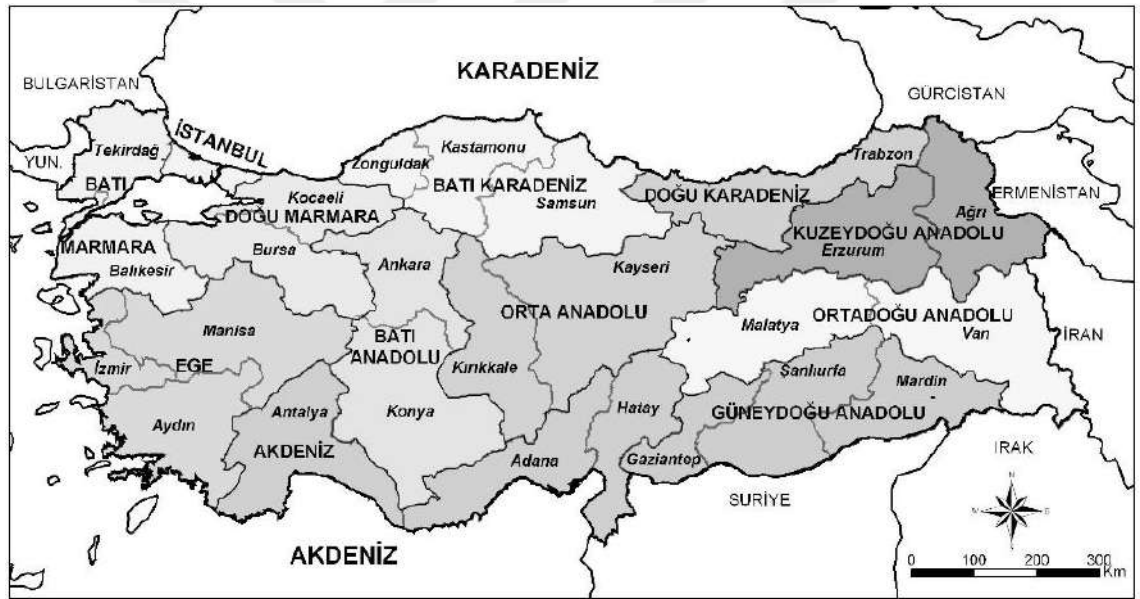 KARADENİZ
BULGARİSTAN
GÜRCİSTAN
İSTANBUL
YUN.
Tekirdağ
BATI
MARMARA
Zonguldak
Kastamonu
BATI KARADENİZ
Samsun
Trabzon
DOĞU KARADENİZ
ERMENİSTAN
Kocaeli
DOĞU MARMARA
Ağrı
KUZEYDOĞU ANADOLU
Erzurum
Balıkesir
Bursa
Ankara
Kayseri
ORTA ANADOLU
Malatya
ORTADOĞU ANADOLU
Van
İRAN
Manisa
BATI
ANADOLU
İzmir
EGE
Kırıkkale
Şanlıurfa
Mardin
Aydın
Antalya
Konya
Hatay
GÜNEYDOĞU ANADOLU
AKDENİZ
Adana
Gaziantep
IRAK
SURİYE
AKDENİZ
N
0 100 200 300
Km